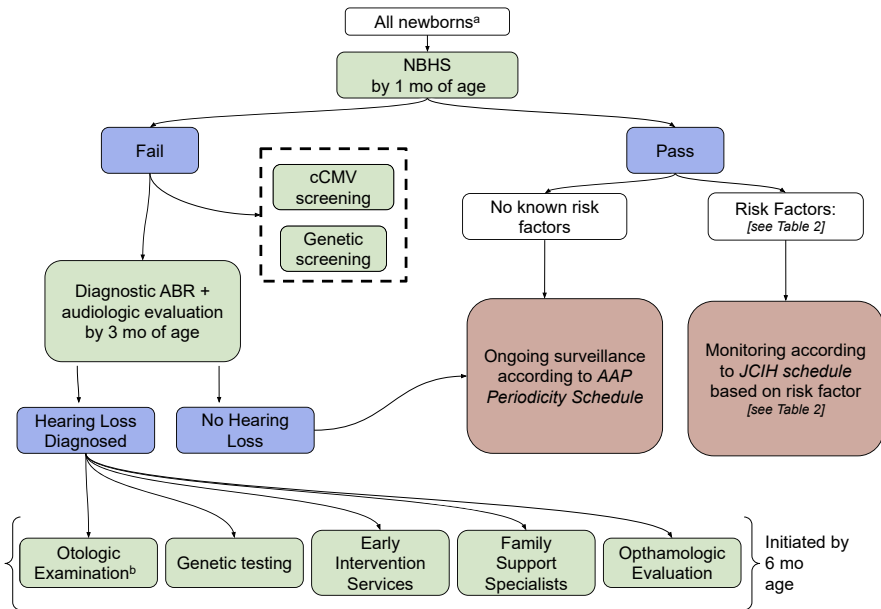 All newbornsᵃ
NBHS
by 1 mo of age
Fail
Pass
cCMV
screening
Genetic
screening
No known risk
factors
Risk Factors:
[see Table 2]
Diagnostic ABR +
audiologic evaluation
by 3 mo of age
Ongoing surveillance
according to AAP
Periodicity Schedule
Monitoring according
to JCIH schedule
based on risk factor
[see Table 2]
Hearing Loss
Diagnosed
No Hearing
Loss
Otologic
Examinationᵇ
Genetic testing
Early
Intervention
Services
Family
Support
Specialists
Opthamologic
Evaluation
Initiated by
6 mo
age